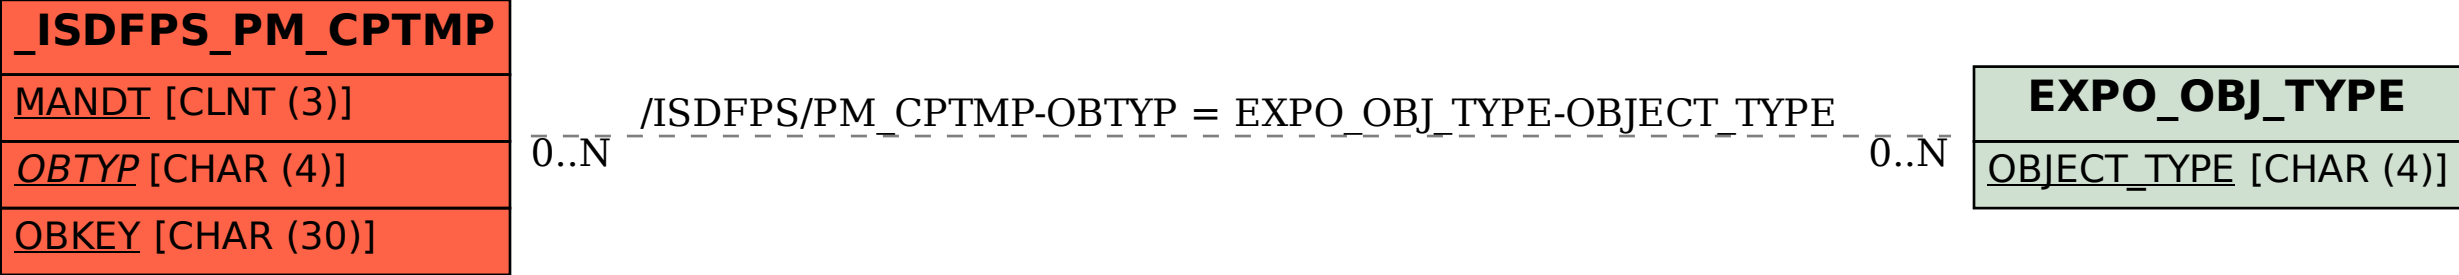 _ISDFPS_PM_CPTMP
MANDT [CLNT (3)]
OBTYP [CHAR (4)]
OBKEY [CHAR (30)]
/ISDFPS/PM_CPTMP-OBTYP = EXPO_OBJ_TYPE-OBJECT_TYPE
0..N
0..N
EXPO_OBJ_TYPE
OBJECT_TYPE [CHAR (4)]